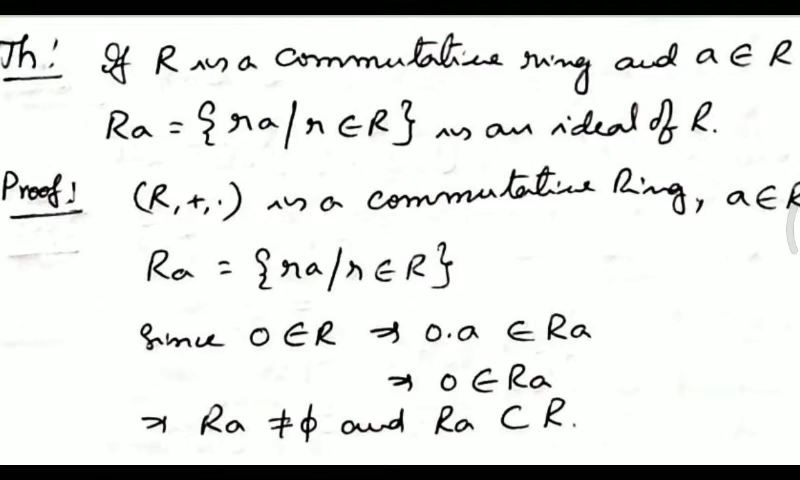 Th: If R is a commutative ring and a ∈ R
Ra = {ra/r ∈ R} is an ideal of R.
Proof: (R, +, ·) is a commutative Ring, a ∈ R
Ra = {ra/r ∈ R}
Since 0 ∈ R ⇒ 0.a ∈ Ra
⇒ 0 ∈ Ra
⇒ Ra ≠ ϕ and Ra ⊂ R.